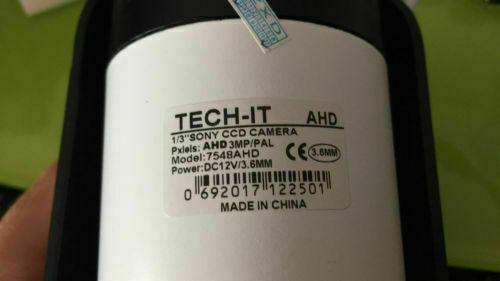 TECH-IT AHD
1/3"SONY CCD CAMERA
Pxiels: AHD 3MP/PAL
Model:7548AHD
Power:DC12V/3.6MM
CE 3.6MM
0 692017 122501
MADE IN CHINA